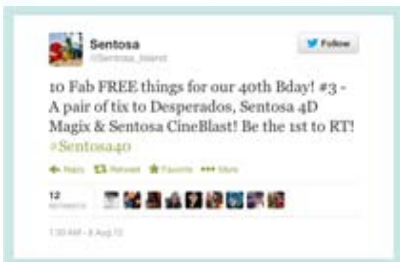 Sentosa
@Sentosa_Island
Follow
10 Fab FREE things for our 40th Bday! #3 -
A pair of tix to Desperados, Sentosa 4D
Magix & Sentosa CineBlast! Be the 1st to RT!
#Sentosa40
Reply Retweet Favorite More
12
RETWEETS
7:30 AM - 8 Aug 12